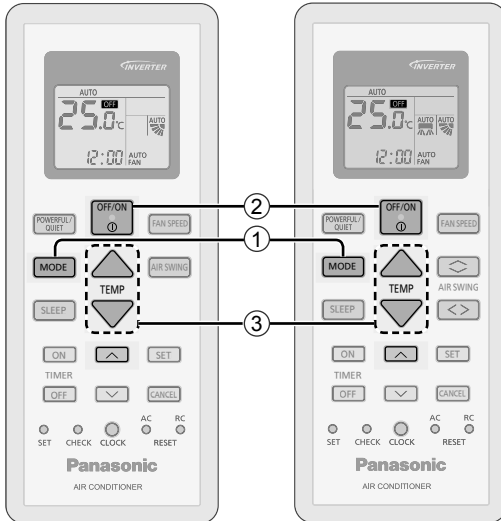 INVERTER
AUTO
OFF
25.0°C
AUTO
12:00 AUTO FAN
OFF/ON
POWERFUL/
QUIET
FAN SPEED
MODE
AIR SWING
TEMP
SLEEP
ON
SET
TIMER
OFF
CANCEL
AC RC
SET CHECK CLOCK RESET
Panasonic
AIR CONDITIONER
2
1
3
INVERTER
AUTO
OFF
25.0°C
AUTO AUTO
12:00 AUTO FAN
OFF/ON
POWERFUL/
QUIET
FAN SPEED
MODE
TEMP
AIR SWING
SLEEP
ON
SET
TIMER
OFF
CANCEL
AC RC
SET CHECK CLOCK RESET
Panasonic
AIR CONDITIONER